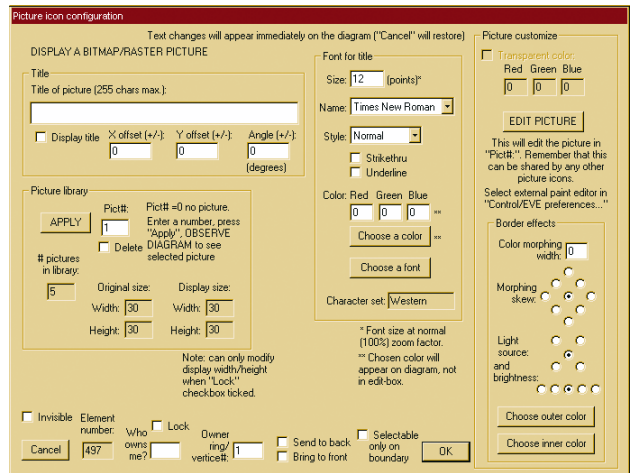 Picture icon configuration
Text changes will appear immediately on the diagram ("Cancel" will restore)
DISPLAY A BITMAP/RASTER PICTURE
Title
Title of picture (255 chars max.):
Display title
X offset (+/-):
0
Y offset (+/-):
0
Angle (+/-):
0
(degrees)
Picture library
APPLY
Pict#:
1
Delete
Pict# =0 no picture.
Enter a number, press
"Apply", OBSERVE
DIAGRAM to see
selected picture
# pictures
in library:
5
Original size:
Width: 30
Height: 30
Display size:
Width: 30
Height: 30
Note: can only modify
display width/height
when "Lock"
checkbox ticked.
Font for title
Size: 12 (points)*
Name: Times New Roman
Style: Normal
Strikethru
Underline
Color: Red Green Blue
0 0 0 **
Choose a color **
Choose a font
Character set: Western
* Font size at normal
(100%) zoom factor.
** Chosen color will
appear on diagram, not
in edit-box.
Picture customize
Transparent color:
Red Green Blue
0 0 0
EDIT PICTURE
This will edit the picture in
"Pict#:". Remember that this
can be shared by any other
picture icons.
Select external paint editor in
"Control/EVE preferences..."
Border effects
Color morphing
width: 0
Morphing
skew:
Light
source:
and
brightness:
Choose outer color
Choose inner color
Invisible
Element
number:
Cancel
497
Who
owns
me?
Lock
Owner
ring/
vertice#: 1
Send to back
Bring to front
Selectable
only on
boundary
OK